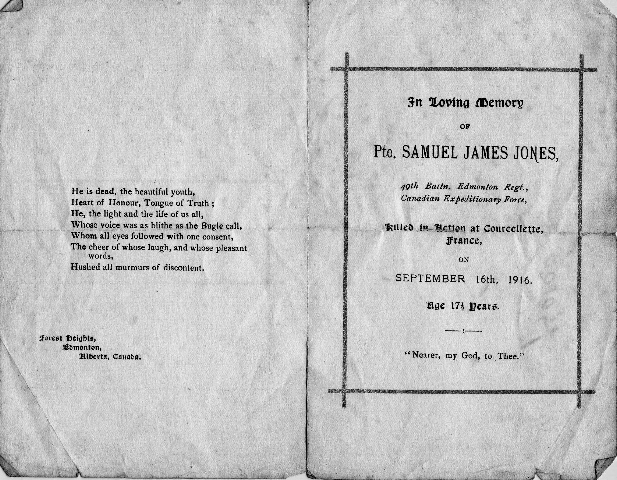 He is dead, the beautiful youth,
Heart of Honour, Tongue of Truth ;
He, the light and the life of us all,
Whose voice was as blithe as the Bugle call,
Whom all eyes followed with one consent,
The cheer of whose laugh, and whose pleasant
words,
Hushed all murmurs of discontent.
Forest Heights,
Edmonton,
Alberta, Canada.
In Loving Memory
OF
Pte. SAMUEL JAMES JONES,
49th Battn. Edmonton Regt.,
Canadian Expeditionary Force,
Killed in Action at Courcellette,
France,
ON
SEPTEMBER 16th, 1916.
Age 17½ Years.
"Nearer, my God, to Thee."